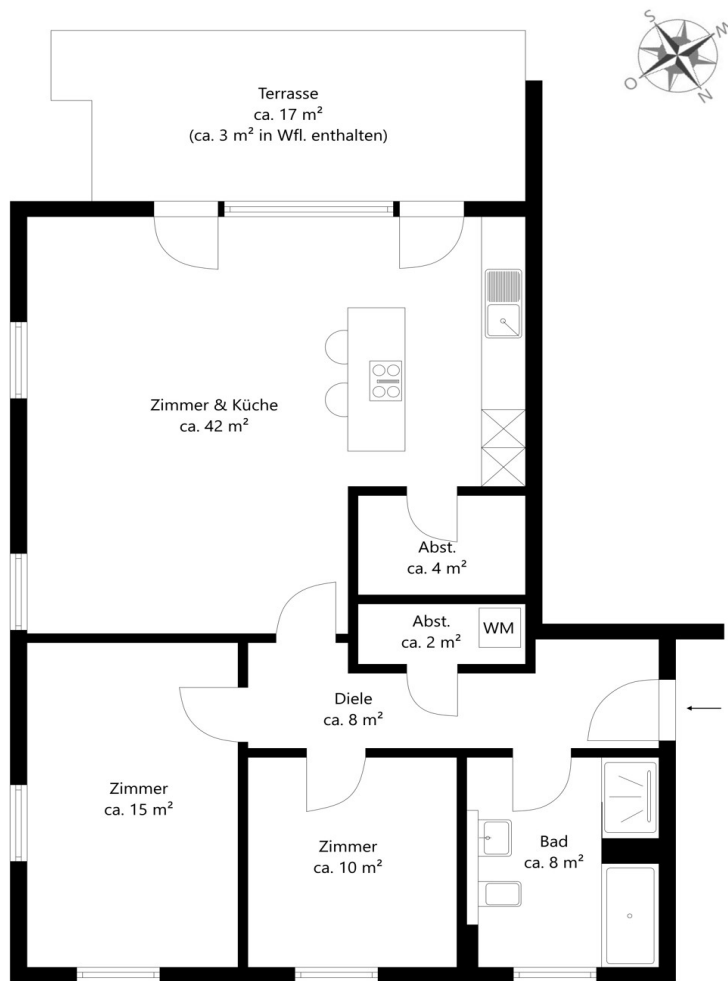 S
W
O
N
Terrasse
ca. 17 m²
(ca. 3 m² in Wfl. enthalten)
Zimmer & Küche
ca. 42 m²
Abst.
ca. 4 m²
Abst.
ca. 2 m²
WM
Diele
ca. 8 m²
Zimmer
ca. 15 m²
Zimmer
ca. 10 m²
Bad
ca. 8 m²